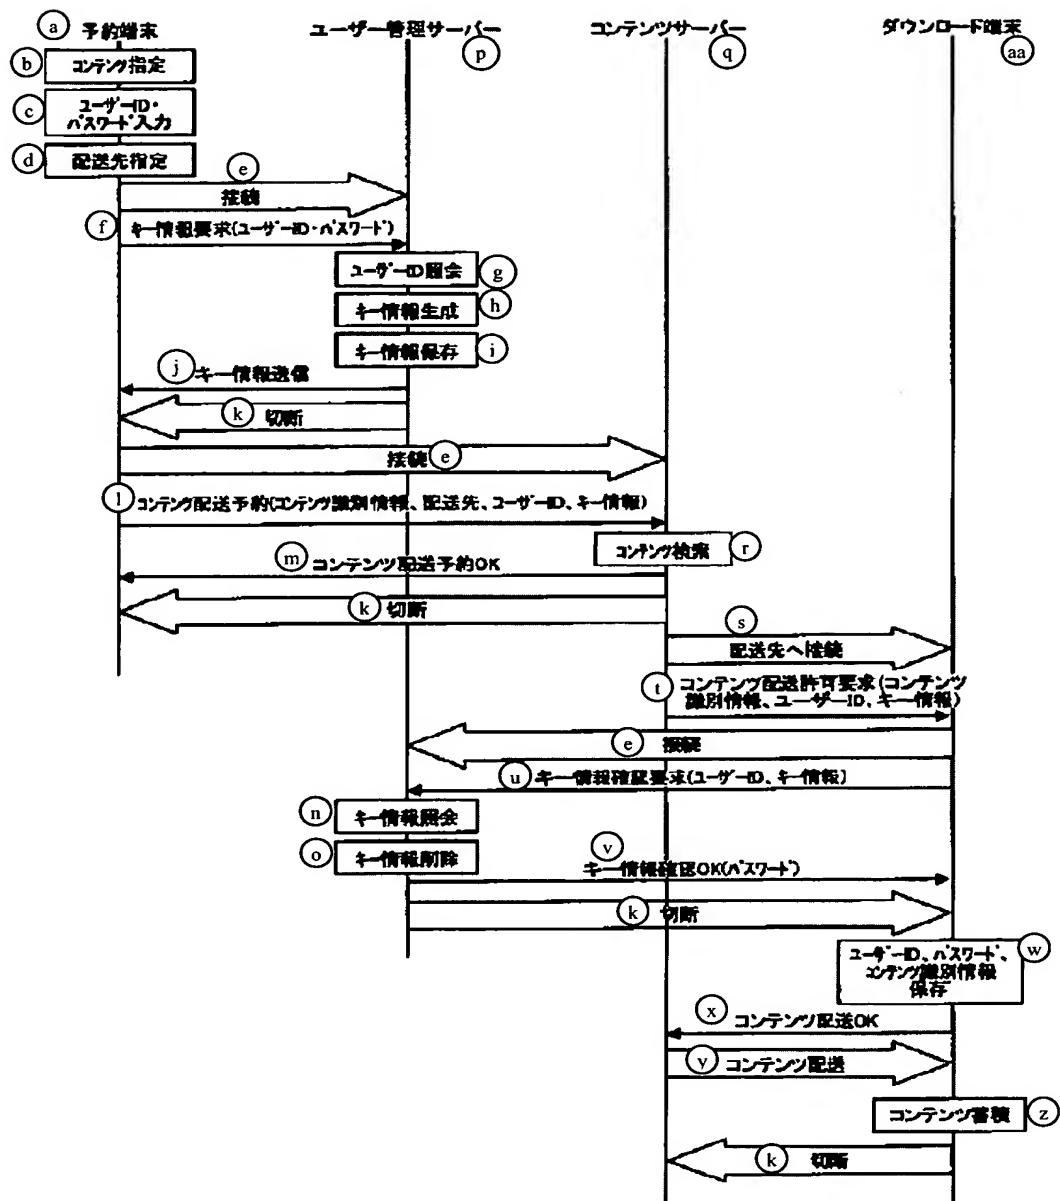 a 予約端末
ユーザー管理サーバー
p
コンテンツサーバー
q
ダウンロード端末
aa
b コンテンツ指定
c ユーザーID・
パスワード入力
d 配送先指定
e
接続
f キー情報要求(ユーザーID・パスワード)
ユーザーID照会 g
キー情報生成 h
キー情報保存 i
j キー情報送信
k 切断
接続 e
l コンテンツ配送予約(コンテンツ識別情報、配送先、ユーザーID、キー情報)
コンテンツ検索 r
m コンテンツ配送予約OK
k 切断
s
配送先へ接続
t コンテンツ配送許可要求(コンテンツ
識別情報、ユーザーID、キー情報)
e 接続
u キー情報確認要求(ユーザーID、キー情報)
n キー情報照会
o キー情報削除
v
キー情報確認OK(パスワード)
k 切断
ユーザーID、パスワード、
コンテンツ識別情報
保存
w
x コンテンツ配送OK
y コンテンツ配送
コンテンツ蓄積 z
k 切断